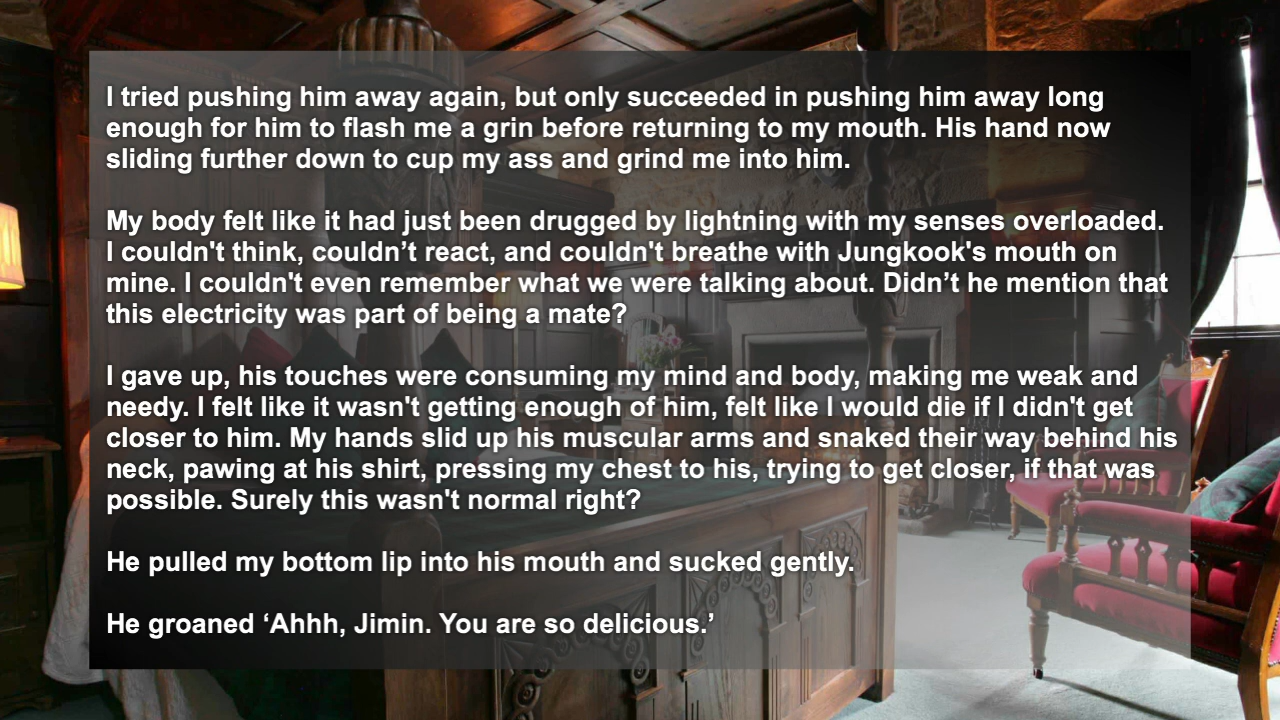 I tried pushing him away again, but only succeeded in pushing him away long
enough for him to flash me a grin before returning to my mouth. His hand now
sliding further down to cup my ass and grind me into him.
My body felt like it had just been drugged by lightning with my senses overloaded.
I couldn't think, couldn’t react, and couldn't breathe with Jungkook's mouth on
mine. I couldn't even remember what we were talking about. Didn’t he mention that
this electricity was part of being a mate?
I gave up, his touches were consuming my mind and body, making me weak and
needy. I felt like it wasn't getting enough of him, felt like I would die if I didn't get
closer to him. My hands slid up his muscular arms and snaked their way behind his
neck, pawing at his shirt, pressing my chest to his, trying to get closer, if that was
possible. Surely this wasn't normal right?
He pulled my bottom lip into his mouth and sucked gently.
He groaned ‘Ahhh, Jimin. You are so delicious.’